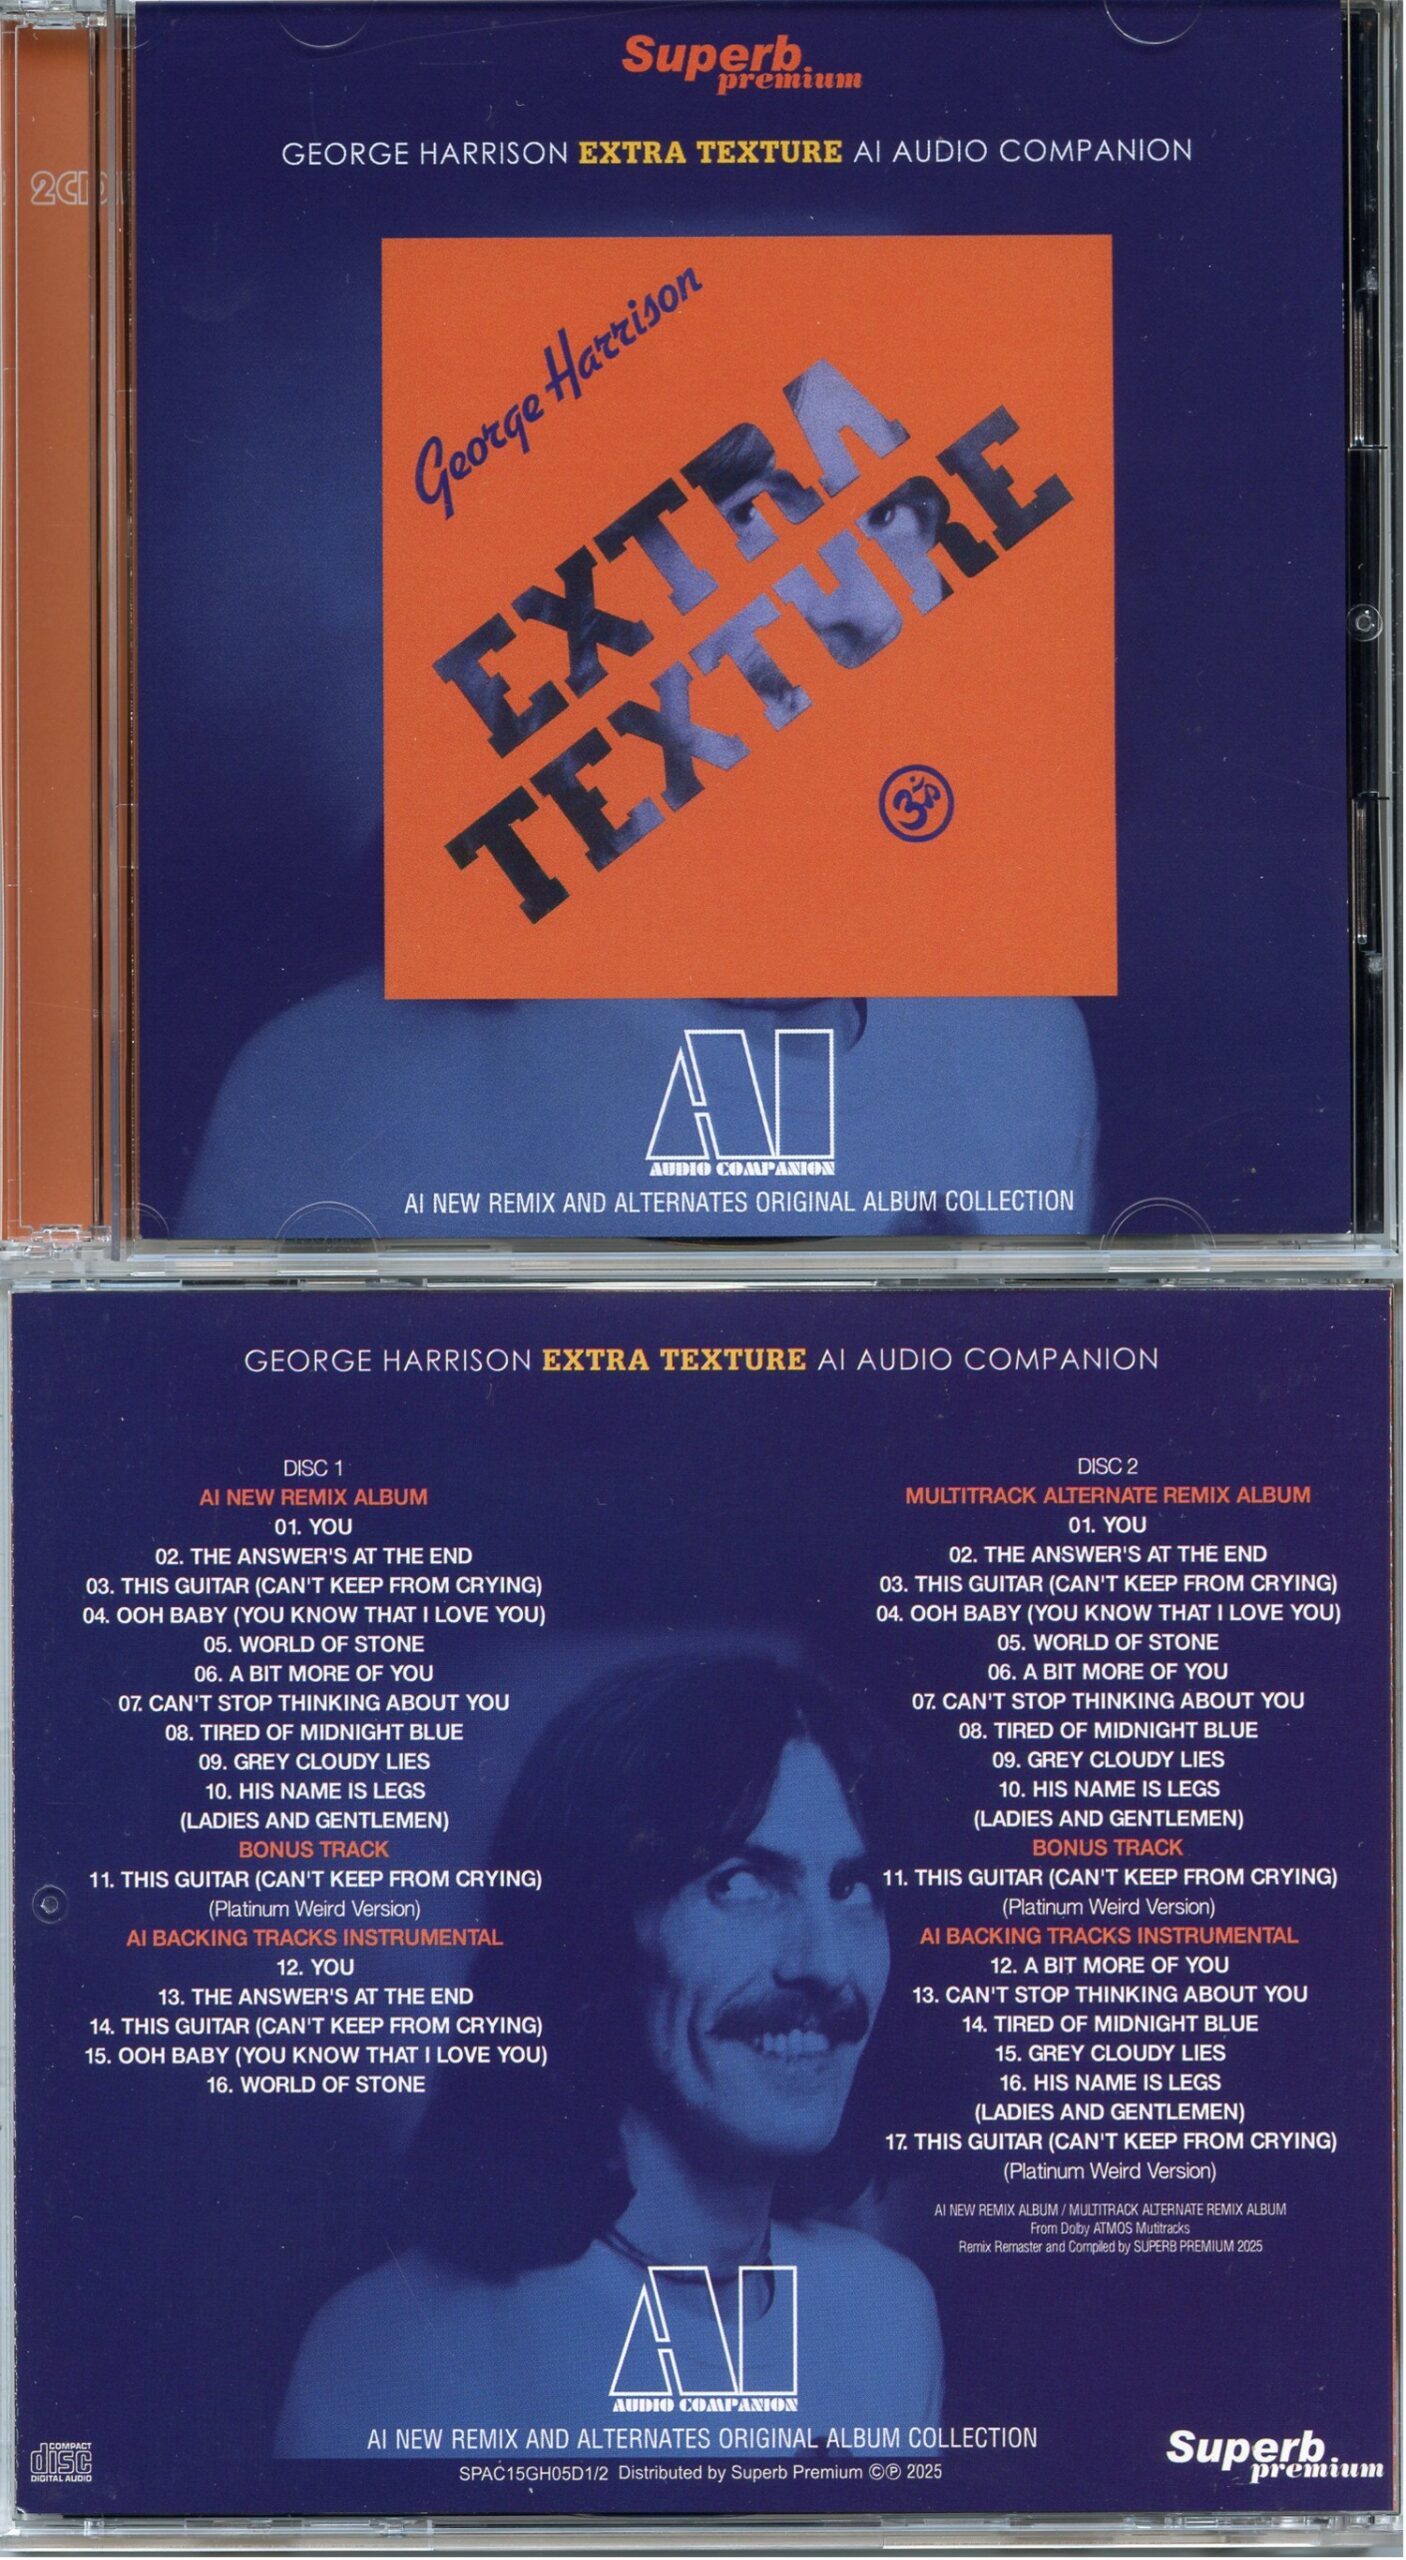 Superb
premium
GEORGE HARRISON EXTRA TEXTURE AI AUDIO COMPANION
2CD
George Harrison
EXTRA
TEXTURE
ॐ
AI
AUDIO COMPANION
AI NEW REMIX AND ALTERNATES ORIGINAL ALBUM COLLECTION
GEORGE HARRISON EXTRA TEXTURE AI AUDIO COMPANION
DISC 1
AI NEW REMIX ALBUM
01. YOU
02. THE ANSWER'S AT THE END
03. THIS GUITAR (CAN'T KEEP FROM CRYING)
04. OOH BABY (YOU KNOW THAT I LOVE YOU)
05. WORLD OF STONE
06. A BIT MORE OF YOU
07. CAN'T STOP THINKING ABOUT YOU
08. TIRED OF MIDNIGHT BLUE
09. GREY CLOUDY LIES
10. HIS NAME IS LEGS
(LADIES AND GENTLEMEN)
BONUS TRACK
11. THIS GUITAR (CAN'T KEEP FROM CRYING)
(Platinum Weird Version)
AI BACKING TRACKS INSTRUMENTAL
12. YOU
13. THE ANSWER'S AT THE END
14. THIS GUITAR (CAN'T KEEP FROM CRYING)
15. OOH BABY (YOU KNOW THAT I LOVE YOU)
16. WORLD OF STONE
DISC 2
MULTITRACK ALTERNATE REMIX ALBUM
01. YOU
02. THE ANSWER'S AT THE END
03. THIS GUITAR (CAN'T KEEP FROM CRYING)
04. OOH BABY (YOU KNOW THAT I LOVE YOU)
05. WORLD OF STONE
06. A BIT MORE OF YOU
07. CAN'T STOP THINKING ABOUT YOU
08. TIRED OF MIDNIGHT BLUE
09. GREY CLOUDY LIES
10. HIS NAME IS LEGS
(LADIES AND GENTLEMEN)
BONUS TRACK
11. THIS GUITAR (CAN'T KEEP FROM CRYING)
(Platinum Weird Version)
AI BACKING TRACKS INSTRUMENTAL
12. A BIT MORE OF YOU
13. CAN'T STOP THINKING ABOUT YOU
14. TIRED OF MIDNIGHT BLUE
15. GREY CLOUDY LIES
16. HIS NAME IS LEGS
(LADIES AND GENTLEMEN)
17. THIS GUITAR (CAN'T KEEP FROM CRYING)
(Platinum Weird Version)
AI NEW REMIX ALBUM / MULTITRACK ALTERNATE REMIX ALBUM
From Dolby ATMOS Mutitracks
Remix Remaster and Compiled by SUPERB PREMIUM 2025
AI
AUDIO COMPANION
AI NEW REMIX AND ALTERNATES ORIGINAL ALBUM COLLECTION
SPAC15GH05D1/2 Distributed by Superb Premium ©℗ 2025
COMPACT
disc
DIGITAL AUDIO
Superb
premium